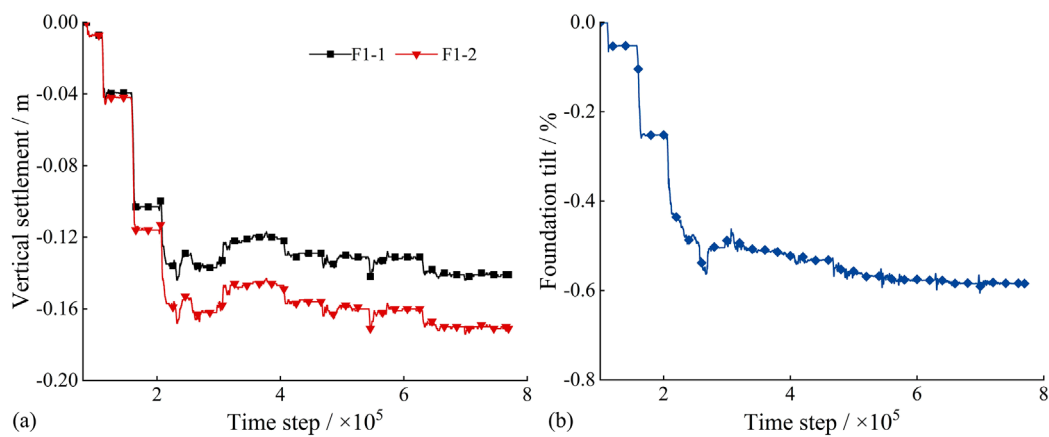 0.00
-0.04
-0.08
-0.12
-0.16
-0.20
Vertical settlement / m
F1-1 F1-2
2 4 6 8
Time step / ×10⁵
(a)
0.0
-0.2
-0.4
-0.6
-0.8
Foundation tilt / %
2 4 6 8
Time step / ×10⁵
(b)